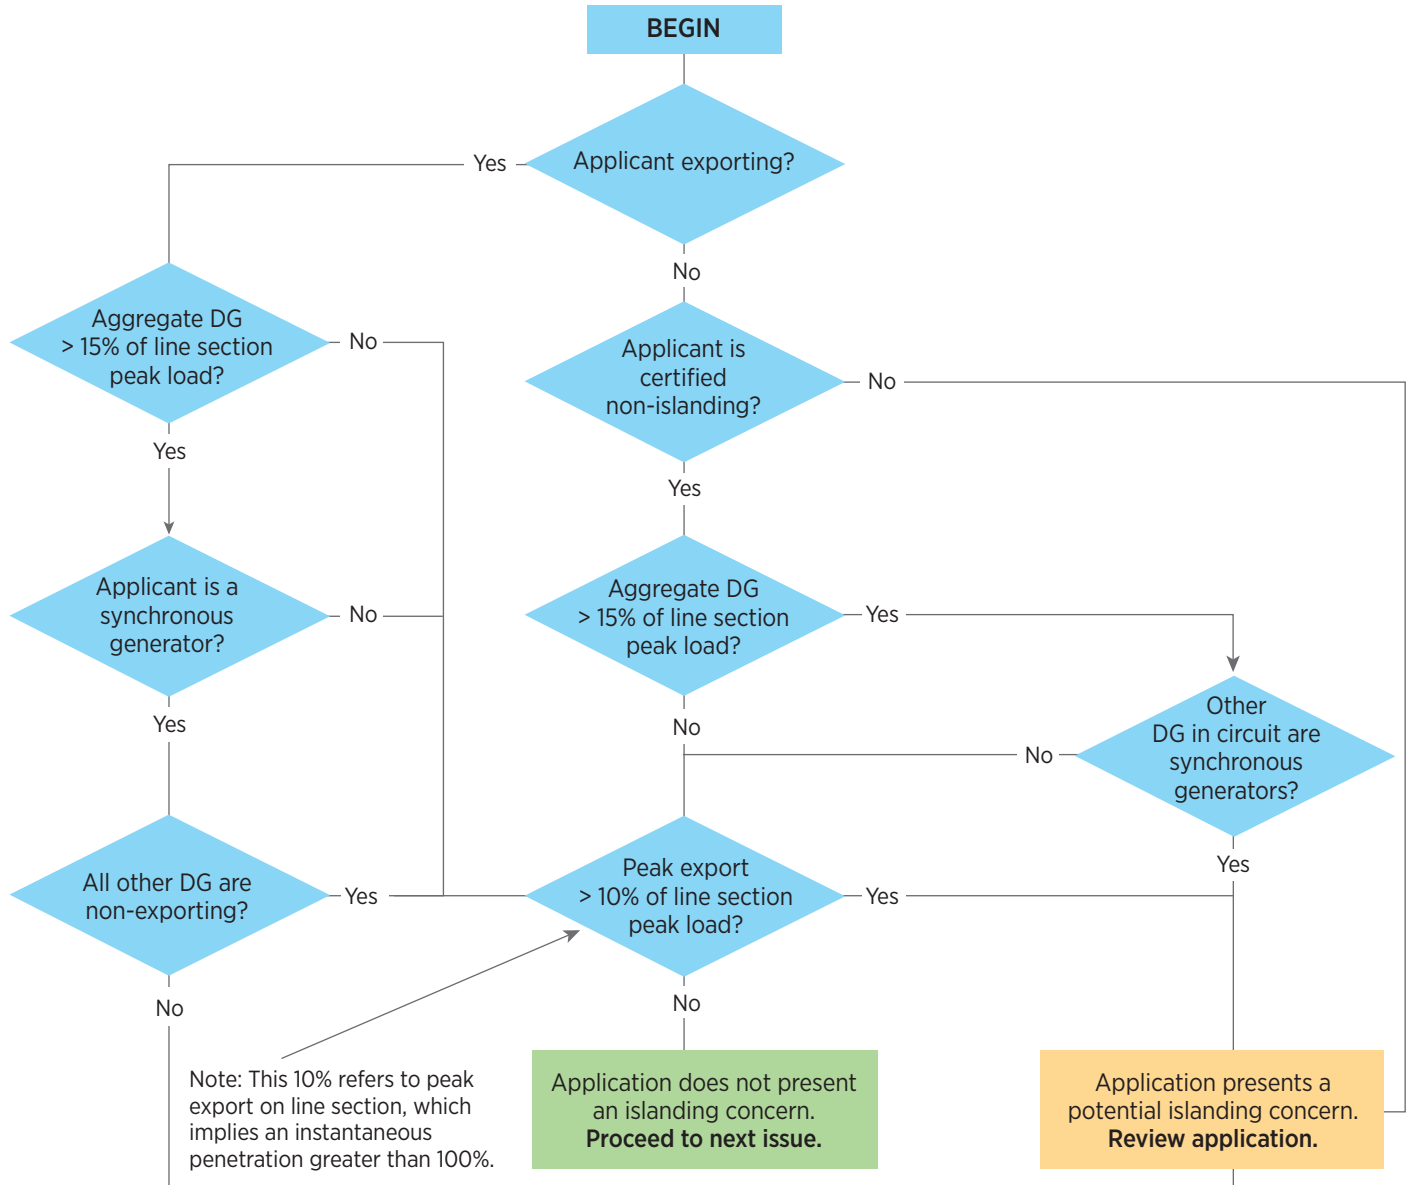 BEGIN
Applicant exporting?
Yes
No
Aggregate DG
> 15% of line section
peak load?
No
Yes
Applicant is
certified
non-islanding?
No
Yes
Applicant is a
synchronous
generator?
No
Yes
Aggregate DG
> 15% of line section
peak load?
Yes
No
Other
DG in circuit are
synchronous
generators?
No
Yes
All other DG are
non-exporting?
Yes
No
Peak export
> 10% of line section
peak load?
Yes
No
Note: This 10% refers to peak
export on line section, which
implies an instantaneous
penetration greater than 100%.
Application does not present
an islanding concern.
Proceed to next issue.
Application presents a
potential islanding concern.
Review application.